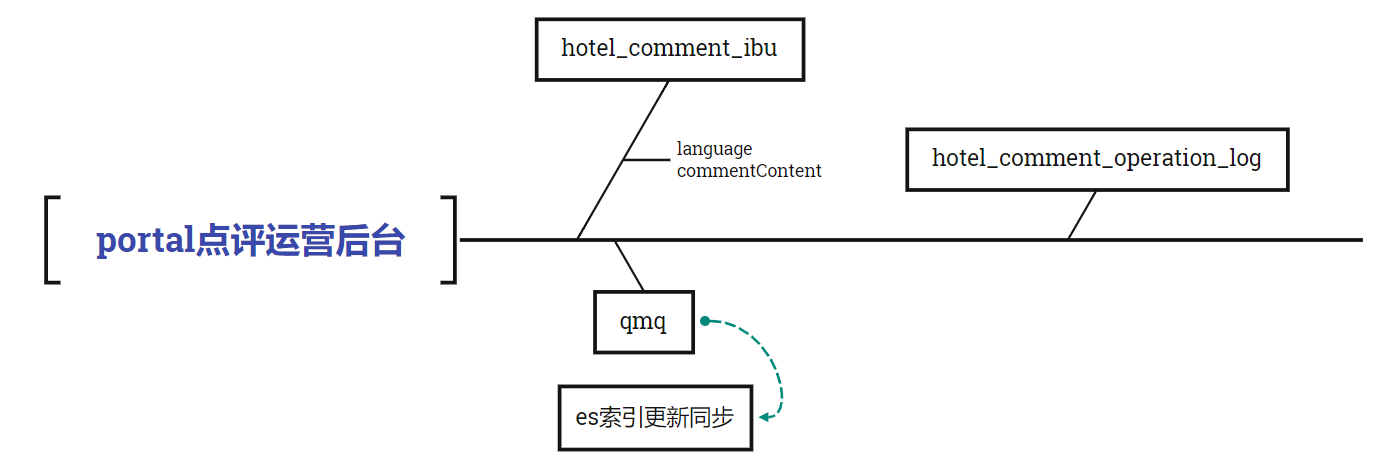 hotel_comment_ibu
language
commentContent
hotel_comment_operation_log
portal点评运营后台
qmq
es索引更新同步